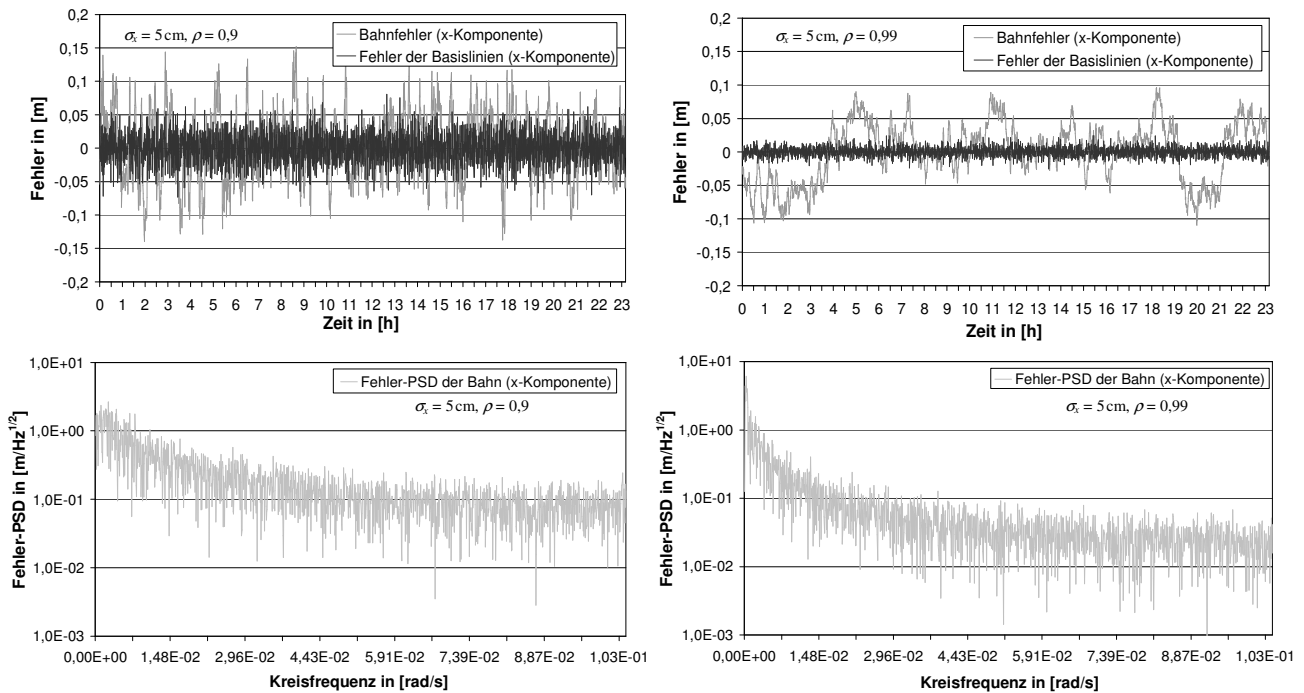 σx = 5 cm, ρ = 0,9
Bahnfehler (x-Komponente)
Fehler der Basislinien (x-Komponente)
Fehler in [m]
0,2
0,15
0,1
0,05
0
-0,05
-0,1
-0,15
-0,2
0 1 2 3 4 5 6 7 8 9 10 11 12 13 14 15 16 17 18 19 20 21 22 23
Zeit in [h]
σx = 5 cm, ρ = 0,99
Bahnfehler (x-Komponente)
Fehler der Basislinien (x-Komponente)
Fehler in [m]
0,2
0,15
0,1
0,05
0
-0,05
-0,1
-0,15
-0,2
0 1 2 3 4 5 6 7 8 9 10 11 12 13 14 15 16 17 18 19 20 21 22 23
Zeit in [h]
Fehler-PSD der Bahn (x-Komponente)
σx = 5 cm, ρ = 0,9
Fehler-PSD in [m/Hz1/2]
1,0E+01
1,0E+00
1,0E-01
1,0E-02
1,0E-03
0,00E+00 1,48E-02 2,96E-02 4,43E-02 5,91E-02 7,39E-02 8,87E-02 1,03E-01
Kreisfrequenz in [rad/s]
Fehler-PSD der Bahn (x-Komponente)
σx = 5 cm, ρ = 0,99
Fehler-PSD in [m/Hz1/2]
1,0E+01
1,0E+00
1,0E-01
1,0E-02
1,0E-03
0,00E+00 1,48E-02 2,96E-02 4,43E-02 5,91E-02 7,39E-02 8,87E-02 1,03E-01
Kreisfrequenz in [rad/s]